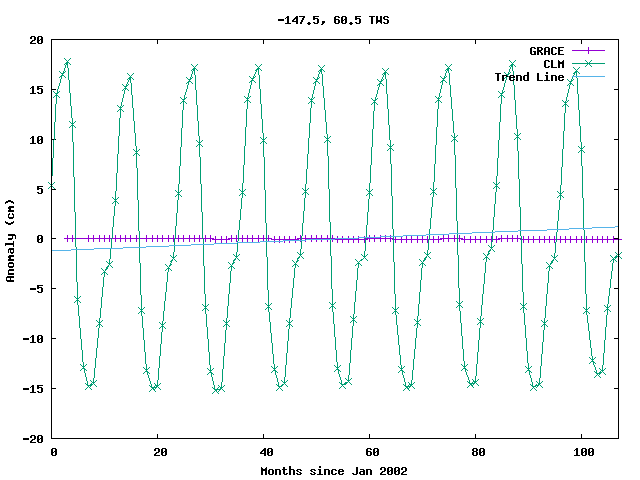 -147.5, 60.5 TWS
GRACE
CLM
Trend Line
20
15
10
5
0
-5
-10
-15
-20
Anomaly (cm)
0 20 40 60 80 100
Months since Jan 2002